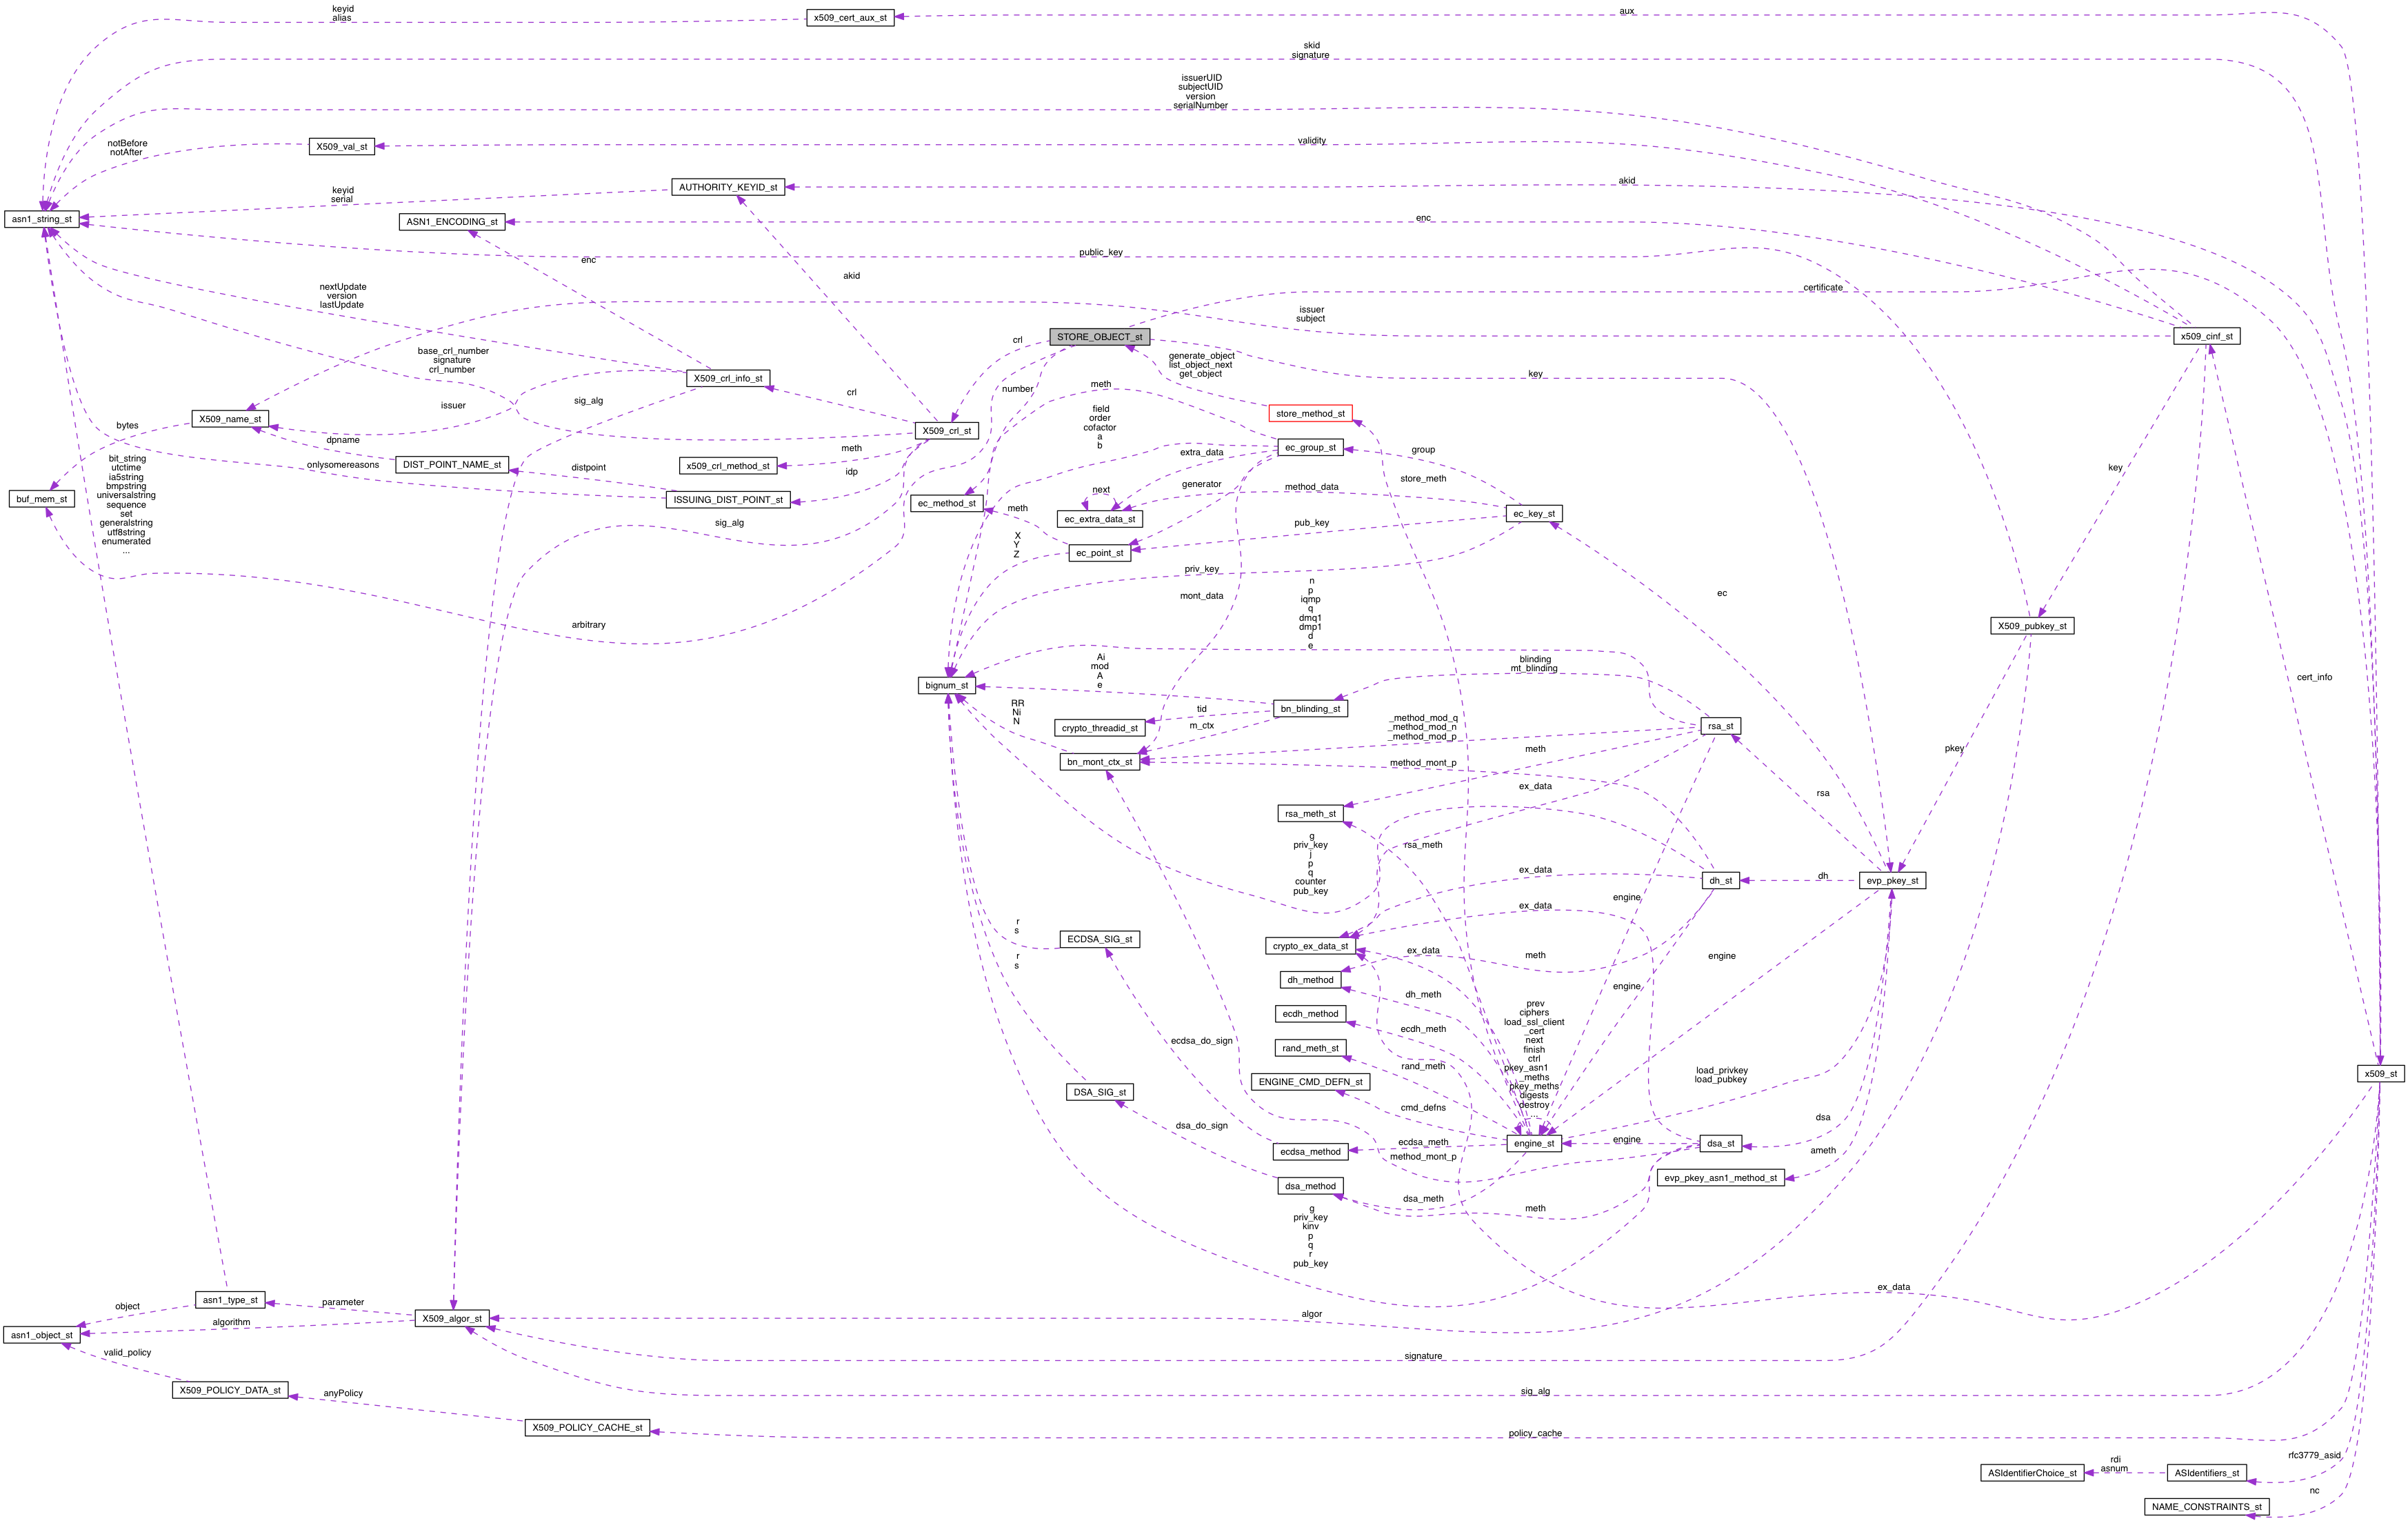 keyid
alias
x509_cert_aux_st
aux
skid
signature
issuerUID
subjectUID
version
serialNumber
notBefore
notAfter
X509_val_st
validity
keyid
serial
AUTHORITY_KEYID_st
akid
asn1_string_st
ASN1_ENCODING_st
enc
public_key
enc
akid
nextUpdate
version
lastUpdate
certificate
issuer
subject
STORE_OBJECT_st
x509_cinf_st
crl
base_crl_number
signature
crl_number
generate_object
list_object_next
get_object
X509_crl_info_st
crl
number
meth
key
issuer
sig_alg
X509_name_st
store_method_st
bytes
dpname
field
order
cofactor
a
b
X509_crl_st
ec_group_st
group
extra_data
meth
bit_string
utctime
ia5string
bmpstring
universalstring
sequence
set
generalstring
utf8string
enumerated
...
onlysomereasons
DIST_POINT_NAME_st
distpoint
x509_crl_method_st
idp
key
store_meth
buf_mem_st
ISSUING_DIST_POINT_st
ec_method_st
generator
next
method_data
ec_extra_data_st
meth
ec_key_st
sig_alg
pub_key
X
Y
Z
ec_point_st
priv_key
arbitrary
mont_data
n
p
iqmp
q
dmq1
dmp1
d
e
ec
X509_pubkey_st
Ai
mod
A
e
blinding
mt_blinding
bignum_st
cert_info
RR
Ni
N
tid
bn_blinding_st
crypto_threadid_st
m_ctx
_method_mod_q
_method_mod_n
_method_mod_p
rsa_st
meth
pkey
bn_mont_ctx_st
method_mont_p
ex_data
rsa
rsa_meth_st
g
priv_key
j
p
q
counter
pub_key
rsa_meth
ex_data
dh_st
dh
evp_pkey_st
engine
ex_data
r
s
ECDSA_SIG_st
crypto_ex_data_st
ex_data
meth
engine
r
s
dh_method
engine
dh_meth
ecdh_method
ecdh_meth
prev
ciphers
load_ssl_client
_cert
next
finish
ctrl
pkey_asn1
_meths
pkey_meths
digests
destroy
...
ecdsa_do_sign
rand_meth_st
rand_meth
load_privkey
load_pubkey
x509_st
ENGINE_CMD_DEFN_st
DSA_SIG_st
cmd_defns
dsa_do_sign
dsa
ecdsa_meth
engine_st
engine
dsa_st
ecdsa_method
method_mont_p
ameth
evp_pkey_asn1_method_st
dsa_method
dsa_meth
meth
g
priv_key
kinv
p
q
r
pub_key
ex_data
asn1_type_st
object
parameter
algorithm
X509_algor_st
algor
asn1_object_st
valid_policy
signature
X509_POLICY_DATA_st
anyPolicy
sig_alg
X509_POLICY_CACHE_st
policy_cache
rfc3779_asid
rdi
asnum
ASIdentifierChoice_st
ASIdentifiers_st
nc
NAME_CONSTRAINTS_st